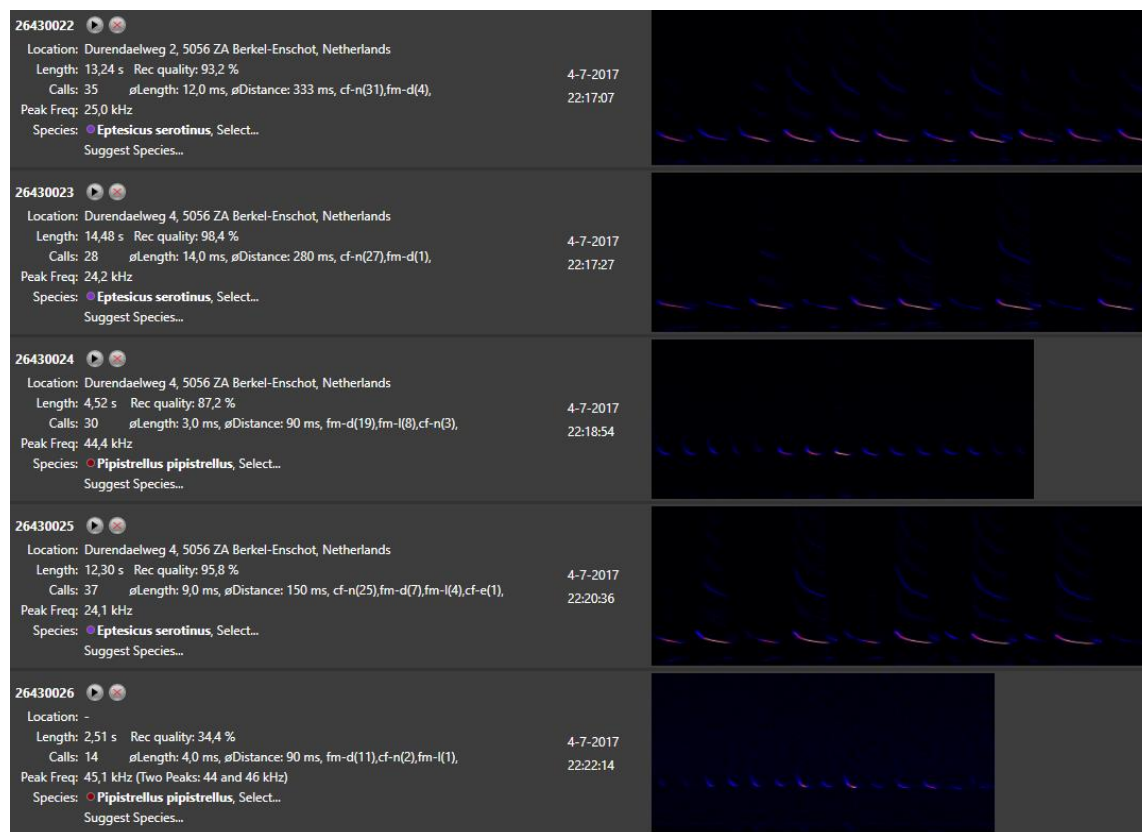 26430022
Location: Durendaelweg 2, 5056 ZA Berkel-Enschot, Netherlands
Length: 13,24 s Rec quality: 93,2 %
Calls: 35 øLength: 12,0 ms, øDistance: 333 ms, cf-n(31),fm-d(4),
Peak Freq: 25,0 kHz
Species: Eptesicus serotinus, Select...
Suggest Species...
4-7-2017
22:17:07
26430023
Location: Durendaelweg 4, 5056 ZA Berkel-Enschot, Netherlands
Length: 14,48 s Rec quality: 98,4 %
Calls: 28 øLength: 14,0 ms, øDistance: 280 ms, cf-n(27),fm-d(1),
Peak Freq: 24,2 kHz
Species: Eptesicus serotinus, Select...
Suggest Species...
4-7-2017
22:17:27
26430024
Location: Durendaelweg 4, 5056 ZA Berkel-Enschot, Netherlands
Length: 4,52 s Rec quality: 87,2 %
Calls: 30 øLength: 3,0 ms, øDistance: 90 ms, fm-d(19),fm-l(8),cf-n(3),
Peak Freq: 44,4 kHz
Species: Pipistrellus pipistrellus, Select...
Suggest Species...
4-7-2017
22:18:54
26430025
Location: Durendaelweg 4, 5056 ZA Berkel-Enschot, Netherlands
Length: 12,30 s Rec quality: 95,8 %
Calls: 37 øLength: 9,0 ms, øDistance: 150 ms, cf-n(25),fm-d(7),fm-l(4),cf-e(1),
Peak Freq: 24,1 kHz
Species: Eptesicus serotinus, Select...
Suggest Species...
4-7-2017
22:20:36
26430026
Location: -
Length: 2,51 s Rec quality: 34,4 %
Calls: 14 øLength: 4,0 ms, øDistance: 90 ms, fm-d(11),cf-n(2),fm-l(1),
Peak Freq: 45,1 kHz (Two Peaks: 44 and 46 kHz)
Species: Pipistrellus pipistrellus, Select...
Suggest Species...
4-7-2017
22:22:14